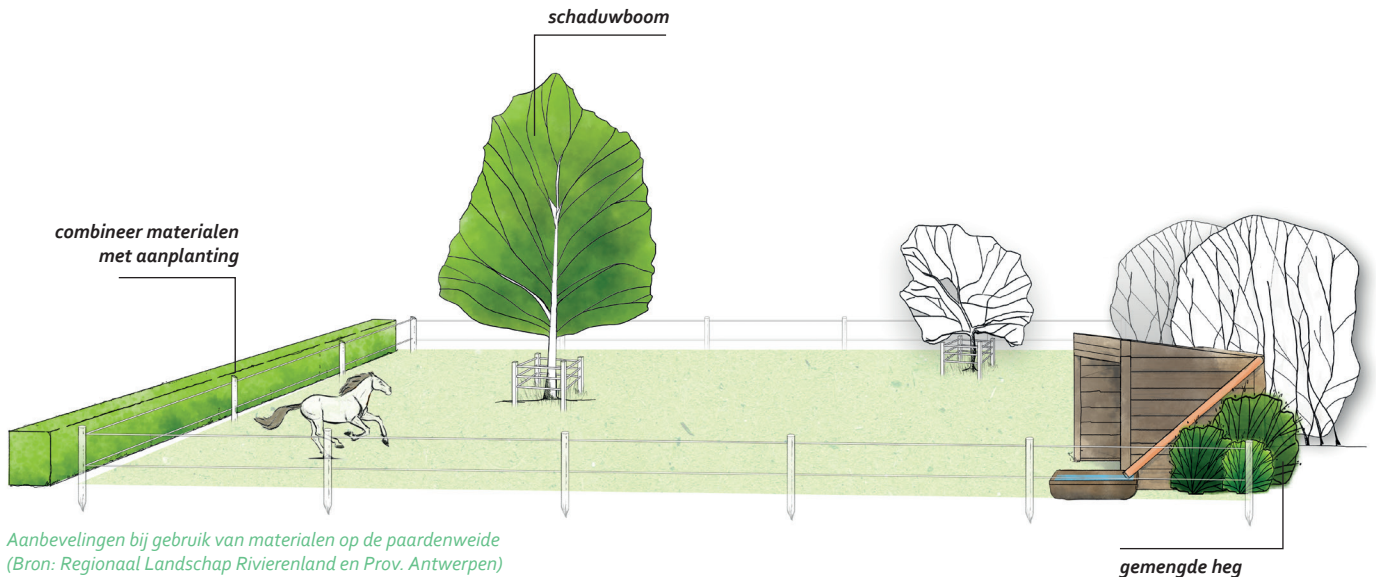 schaduwboom
combineer materialen
met aanplanting
Aanbevelingen bij gebruik van materialen op de paardenweide
(Bron: Regionaal Landschap Rivierenland en Prov. Antwerpen)
gemengde heg